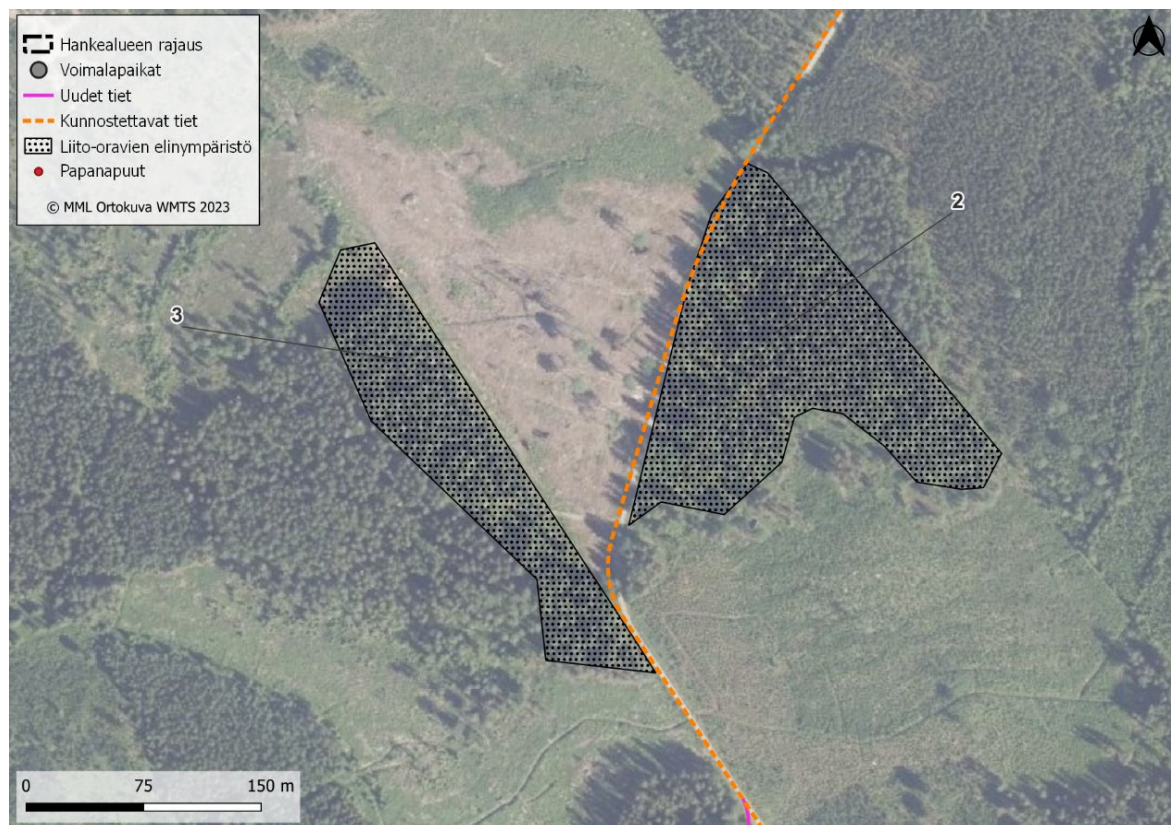 Hankealueen rajaus
Voimalapaikat
Uudet tiet
Kunnostettavat tiet
Liito-oravien elinympäristö
Papanapuut
© MML Ortokuva WMTS 2023
2
3
0 75 150 m